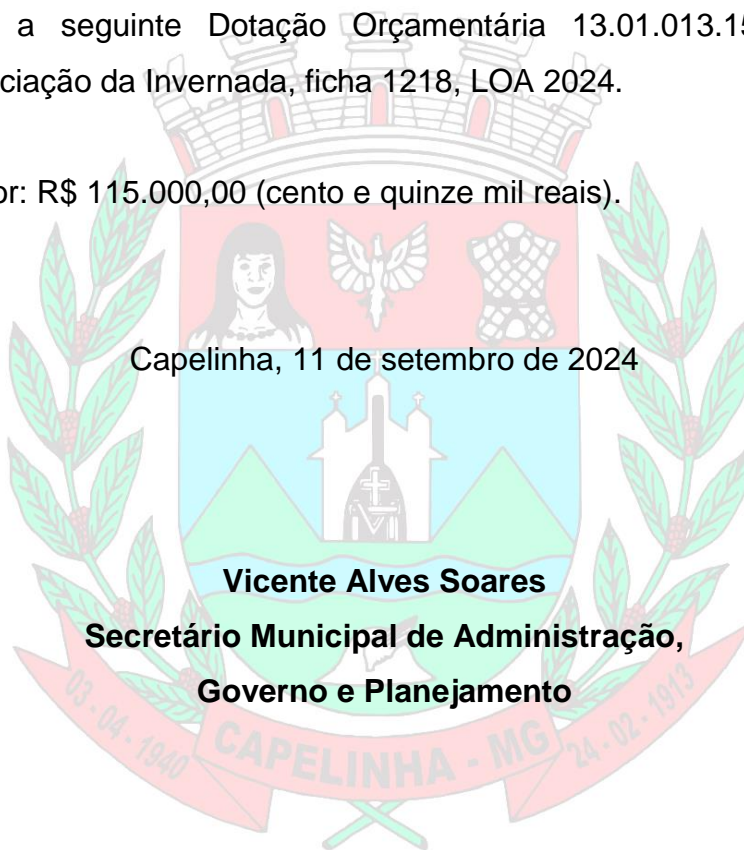 a seguinte Dotação Orçamentária 13.01.013.15
ciação da Invernada, ficha 1218, LOA 2024.
or: R$ 115.000,00 (cento e quinze mil reais).
Capelinha, 11 de setembro de 2024
Vicente Alves Soares
Secretário Municipal de Administração,
Governo e Planejamento
03-04-1940 CAPELINHA - MG 24-02-1913